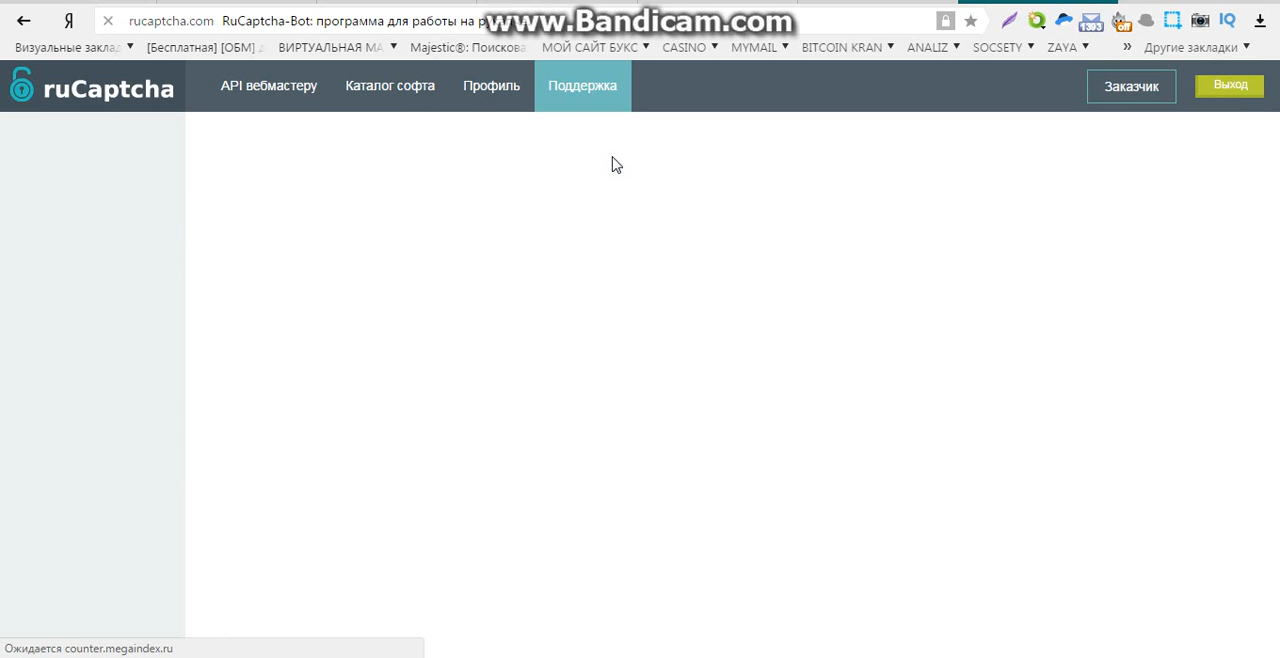 www.Bandicam.com
Я rucaptcha.com RuCaptcha-Bot: программа для работы на
Визуальные заклад [Бесплатная] [ОБМ] ВИРТУАЛЬНАЯ МА Majestic®: Поискова МОЙ САЙТ БУКС CASINO MYMAIL BITCOIN KRAN ANALIZ SOCSETY ZAYA » Другие закладки
ruCaptcha API вебмастеру Каталог софта Профиль Поддержка Заказчик Выход
Ожидается counter.megaindex.ru